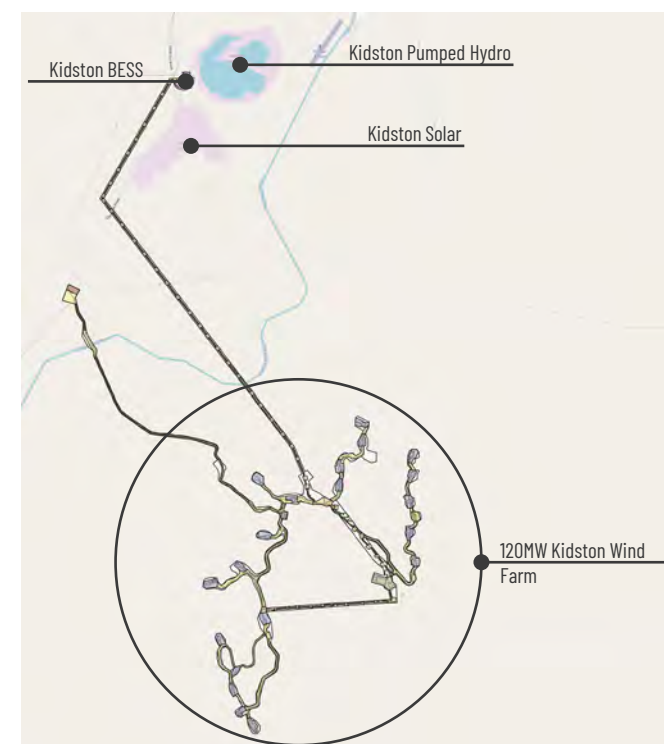 Kidston Pumped Hydro
Kidston BESS
Kidston Solar
120MW Kidston Wind
Farm